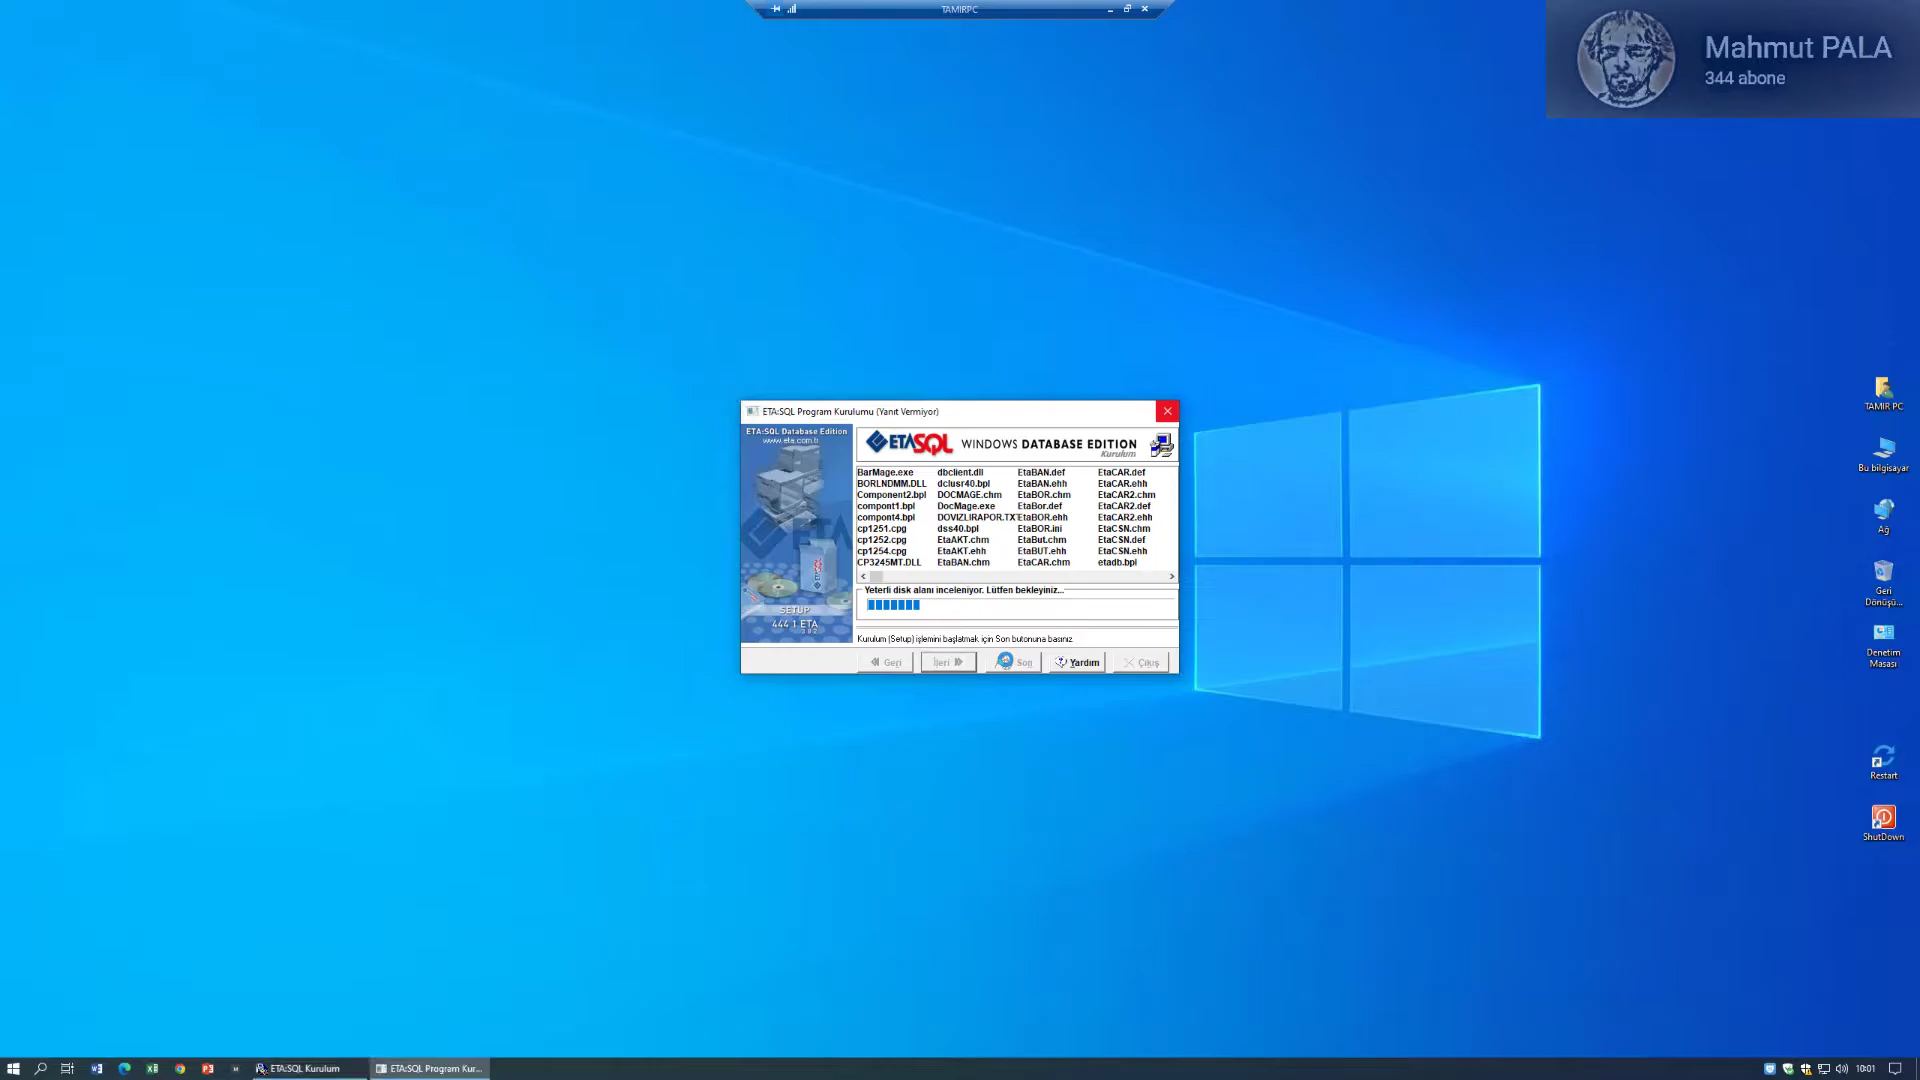 TAMIRPC
Mahmut PALA
344 abone
ETA:SQL Program Kurulumu (Yanıt Vermiyor)
ETA:SQL Database Edition
www.eta.com.tr
ETASQL WINDOWS DATABASE EDITION
Kurulum
BarMage.exe dbclient.dll EtaBAN.def EtaCAR.def
BORLNDMM.DLL dclusr40.bpl EtaBAN.ehh EtaCAR.ehh
Component2.bpl DOCMAGE.chm EtaBOR.chm EtaCAR2.chm
compont1.bpl DocMage.exe EtaBor.def EtaCAR2.def
compont4.bpl DOVIZLIRAPOR.TXT EtaBOR.ehh EtaCAR2.ehh
cp1251.cpg dss40.bpl EtaBOR.ini EtaCSN.chm
cp1252.cpg EtaAKT.chm EtaBut.chm EtaCSN.def
cp1254.cpg EtaAKT.ehh EtaBUT.ehh EtaCSN.ehh
CP3245MT.DLL EtaBAN.chm EtaCAR.chm etadb.bpl
Yeterli disk alanı inceleniyor. Lütfen bekleyiniz...
SETUP
444 1 ETA
3 8 2
Kurulum (Setup) işlemini başlatmak için Son butonuna basınız.
Geri
İleri
Son
Yardım
Çıkış
TAMIR PC
Bu bilgisayar
Ağ
Geri
Dönüşü...
Denetim
Masası
Restart
ShutDown
ETA:SQL Kurulum
ETA:SQL Program Kur...
10:01